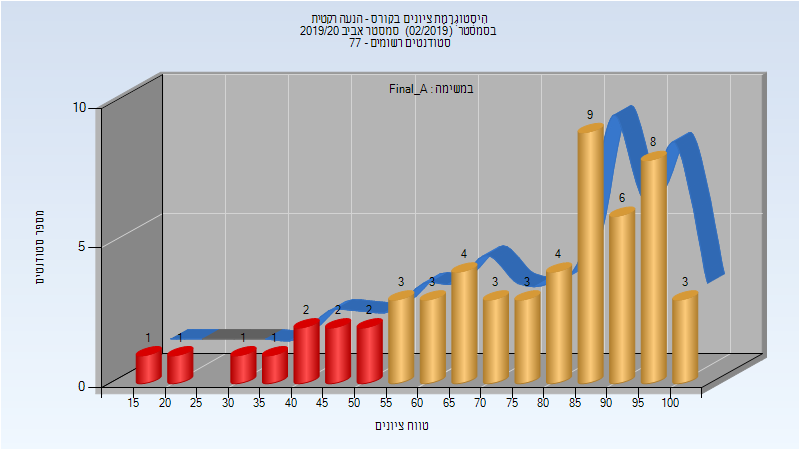 היסטוגרמת ציונים בקורס - הנעה רקטית
בסמסטר (02/2019) סמסטר אביב 2019/20
סטודנטים רשומים - 77
במשימה : Final_A
מספר סטודנטים
10
5
0
1 1 1 1 2 2 2 3 3 4 3 3 4 9 6 8 3
15 20 25 30 35 40 45 50 55 60 65 70 75 80 85 90 95 100
טווח ציונים